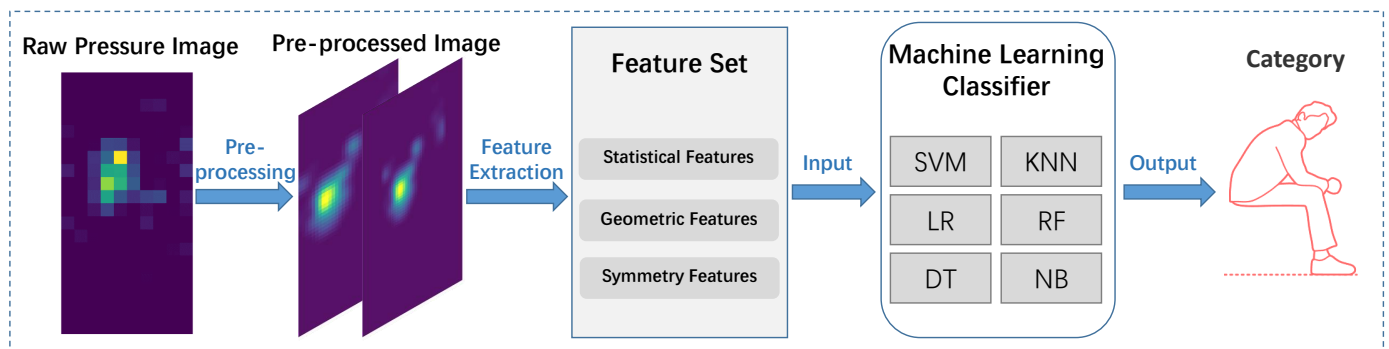 Raw Pressure Image
Pre-
processing
Pre-processed Image
Feature
Extraction
Feature Set
Statistical Features
Geometric Features
Symmetry Features
Input
Machine Learning
Classifier
SVM
KNN
LR
RF
DT
NB
Output
Category